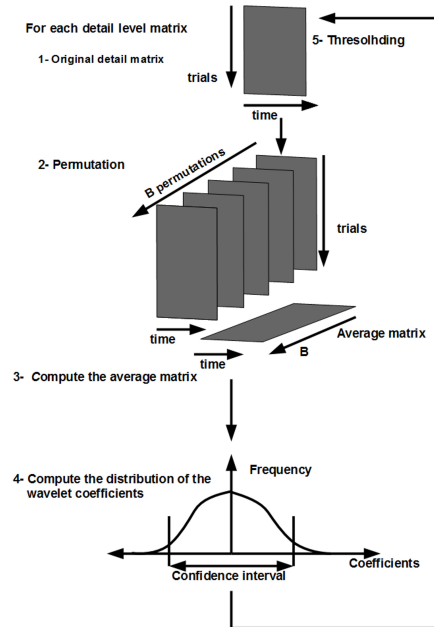 For each detail level matrix
5- Thresolhding
1- Original detail matrix
trials
time
2- Permutation
B permutations
trials
time
Average matrix
B
time
3- Compute the average matrix
4- Compute the distribution of the
wavelet coefficients
Frequency
Coefficients
Confidence interval